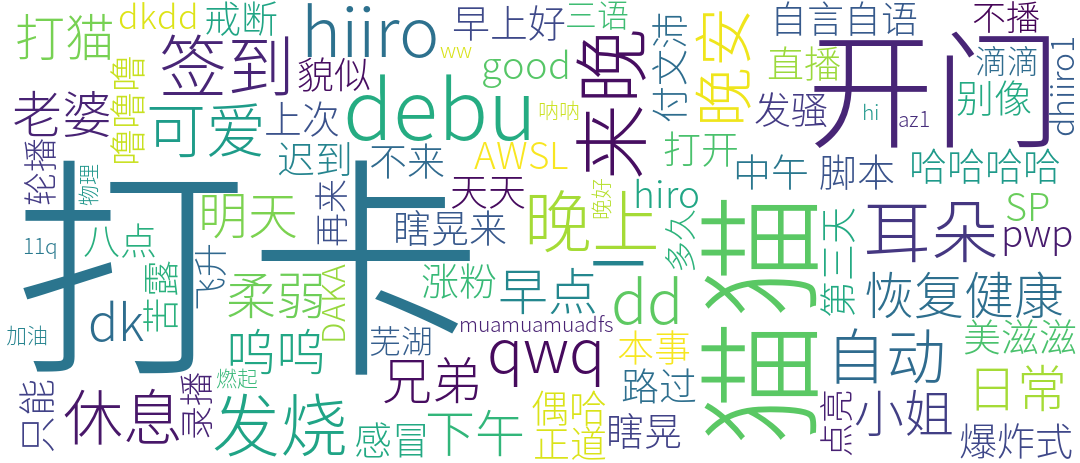 打猫
dkdd
戒断
hiiro
早上好
三语
ww
good
签到
貌似
噜噜噜
老婆
可爱
上次
debu
呐呐
来晚
付文沛
晚安
自言自语
不播
直播
滴滴
发骚
hi
az1
开门
别像
dhiiro1
轮播
物理
迟到
不来
AWSL
打开
中午
脚本
哈哈哈哈
打卡
明天
再来
天天
瞎晃来
晚上
晚好
hiro
多久
猫猫
第三天
耳朵
SP
pwp
11q
八点
飞升
苦露
柔弱
DAKA
涨粉
早点
dd
恢复健康
加油
dk
呜呜
芜湖
muamuamuadfs
qwq
本事
自动
美滋滋
燃起
兄弟
路过
日常
只能
休息
录播
发烧
感冒
下午
偶哈
正道
瞎晃
点亮
小姐
爆炸式